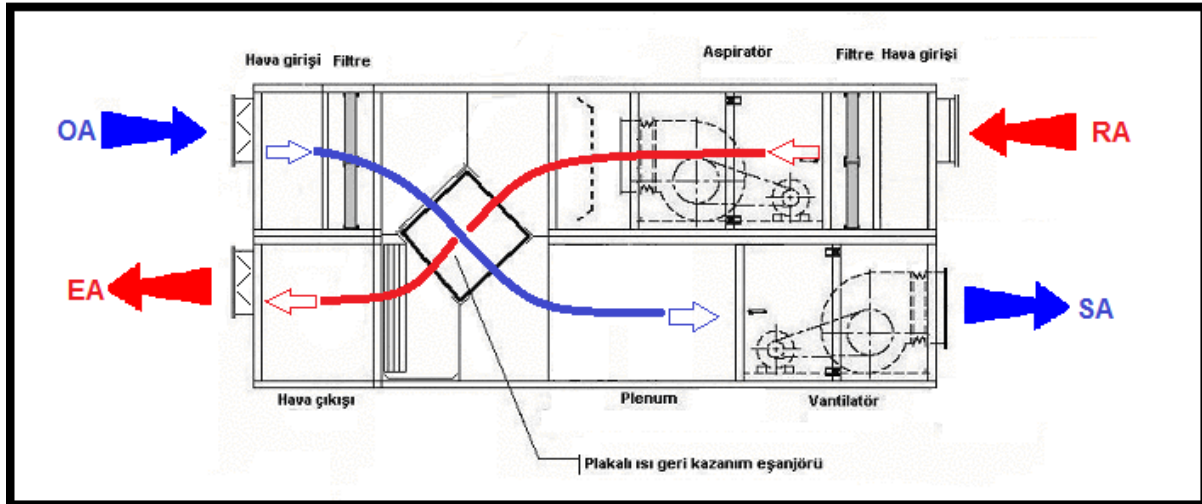 Aspiratör
Hava girişi Filtre
Filtre Hava girişi
OA
RA
EA
SA
Hava çıkışı
Plenum
Vantilatör
Plakalı ısı geri kazanım eşanjörü